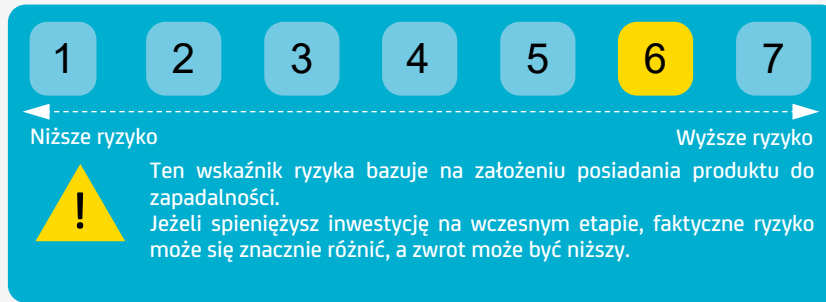 1 2 3 4 5 6 7
Niższe ryzyko Wyższe ryzyko
!
Ten wskaźnik ryzyka bazuje na założeniu posiadania produktu do
zapadalności.
Jeżeli spieniężysz inwestycję na wczesnym etapie, faktyczne ryzyko
może się znacznie różnić, a zwrot może być niższy.